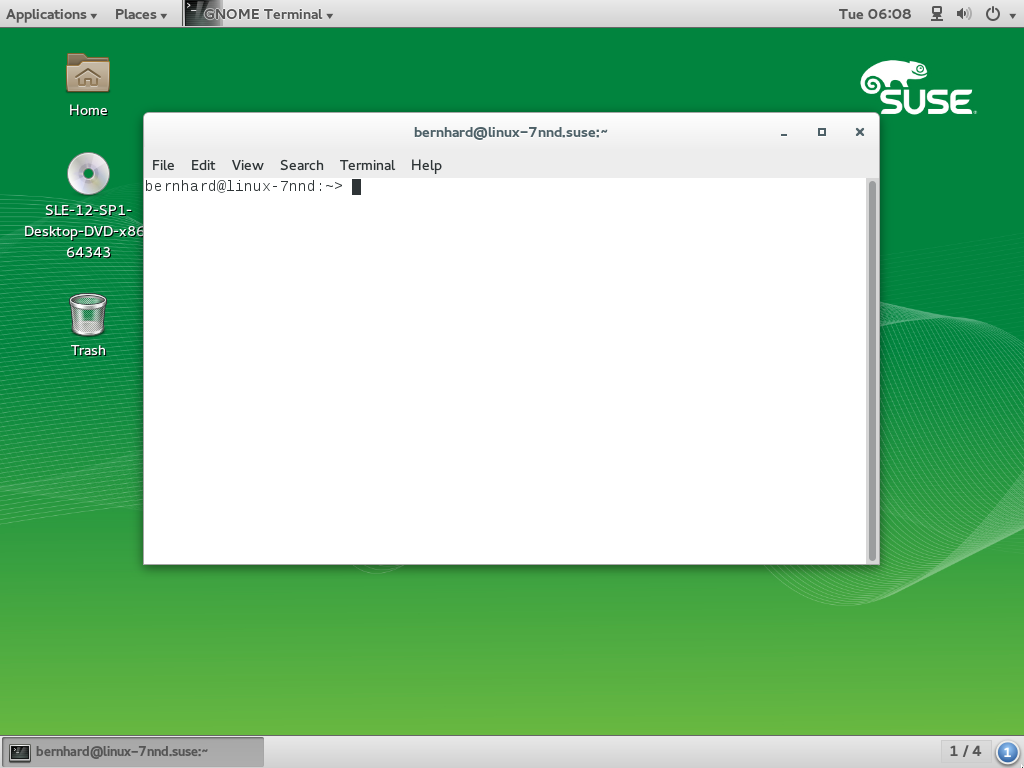 Applications Places GNOME Terminal Tue 06:08
Home
SUSE
bernhard@linux-7nnd.suse:~
File Edit View Search Terminal Help
bernhard@linux-7nnd:~>
SLE-12-SP1-
Desktop-DVD-x86
64343
Trash
bernhard@linux-7nnd.suse:~ 1 / 4 1